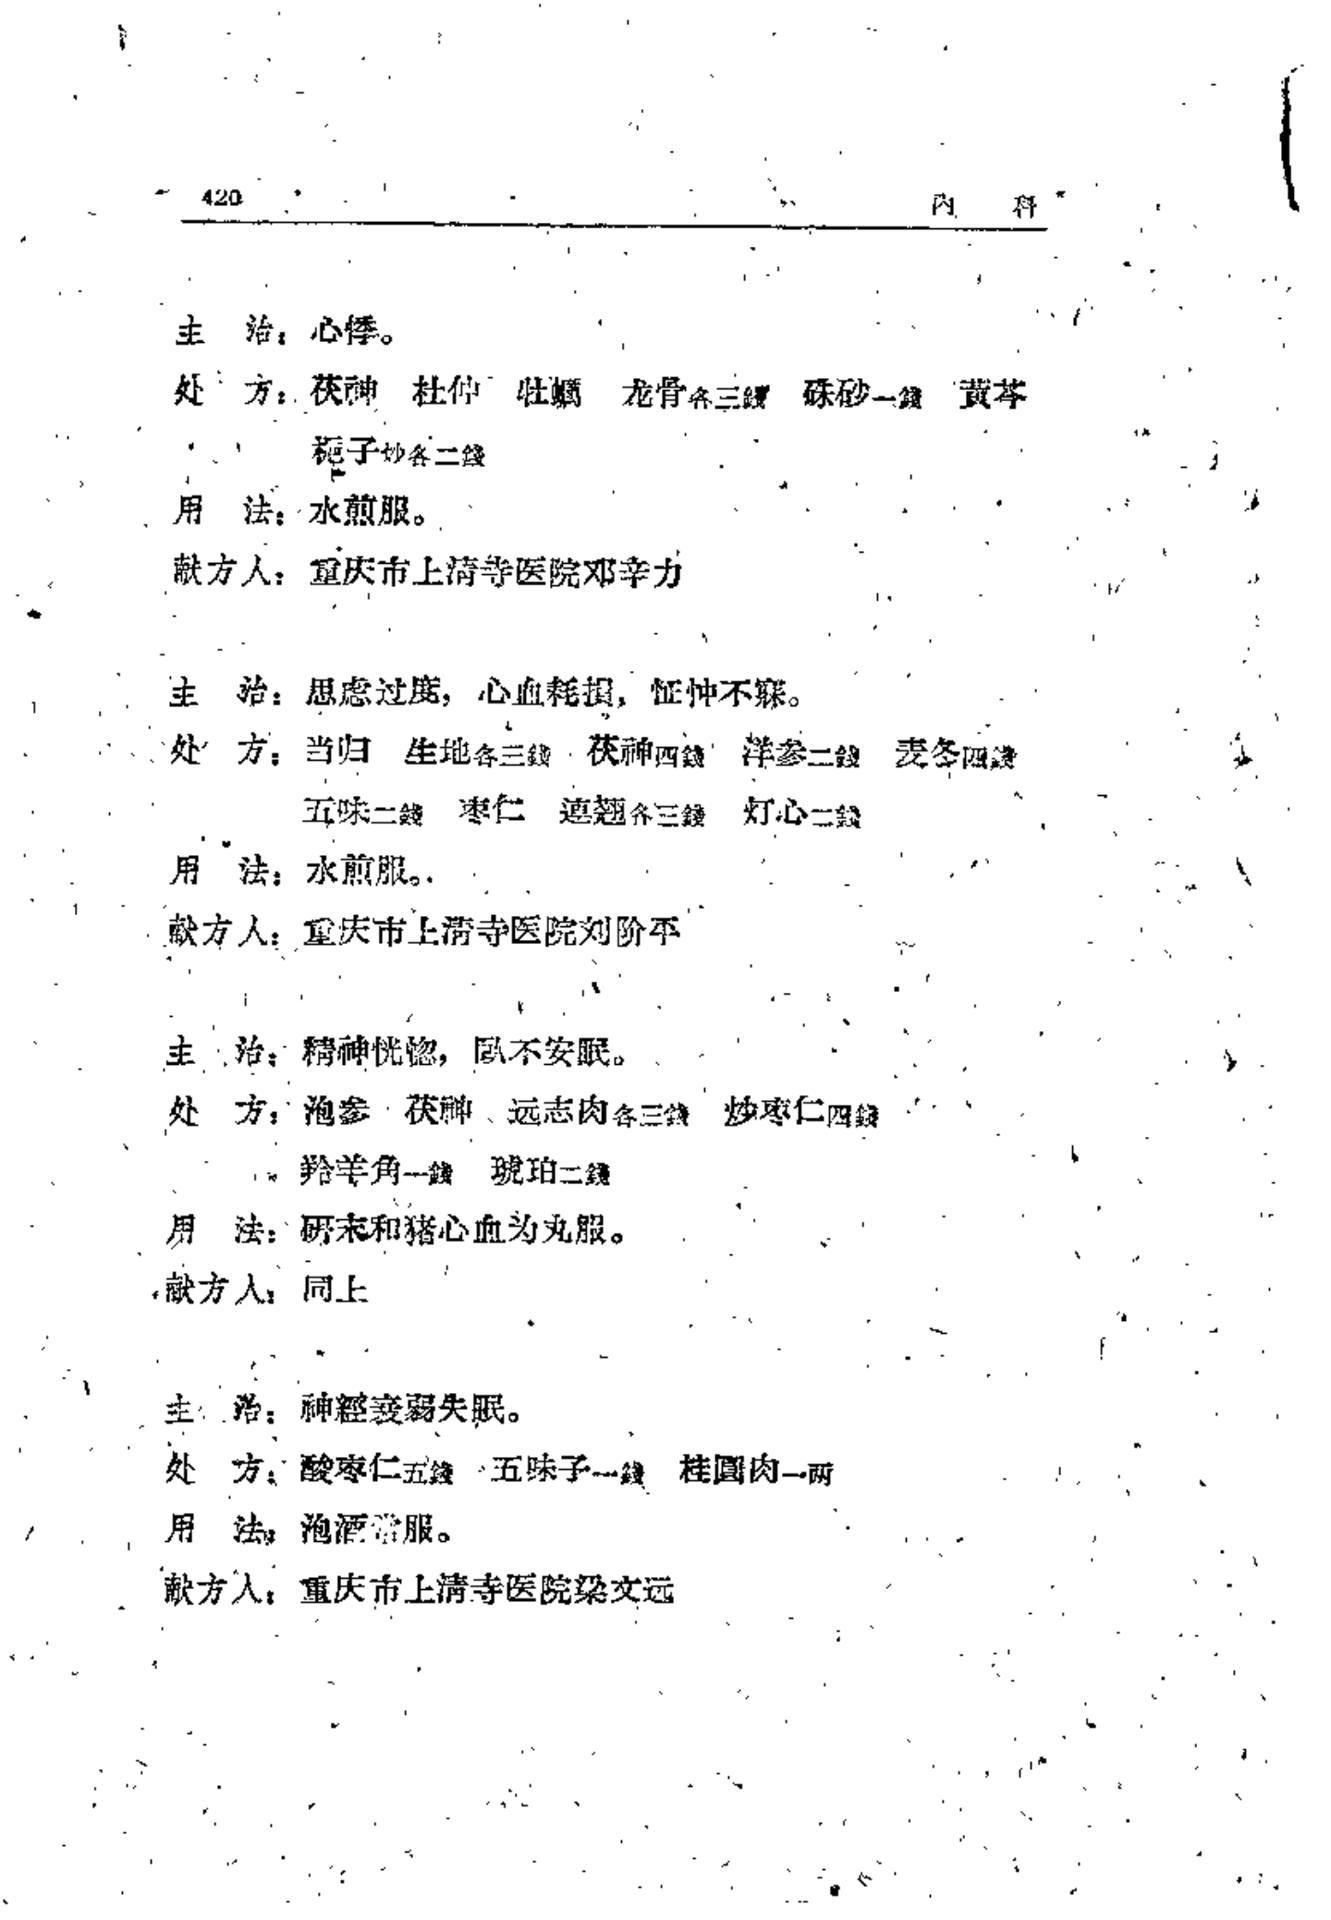 420 内 科
主 治：心悸。
处 方：茯神 杜仲 牡蠣 龙骨各三錢 硃砂一錢 黃芩
梔子炒各二錢
用 法：水煎服。
献方人：重庆市上清寺医院邓辛力
主 治：思虑过度，心血耗損，怔忡不寐。
处 方：当归 生地各三錢 茯神四錢 洋参二錢 麦冬四錢
五味二錢 枣仁 連翘各三錢 灯心二錢
用 法：水煎服。
献方人：重庆市上清寺医院刘阶平
主 治：精神恍惚，臥不安眠。
处 方：泡参 茯神 远志肉各三錢 炒枣仁四錢
羚羊角一錢 琥珀二錢
用 法：研末和猪心血为丸服。
献方人：同上
主 治：神經衰弱失眠。
处 方：酸枣仁五錢 五味子一錢 桂圓肉一两
用 法：泡酒常服。
献方人：重庆市上清寺医院梁文远